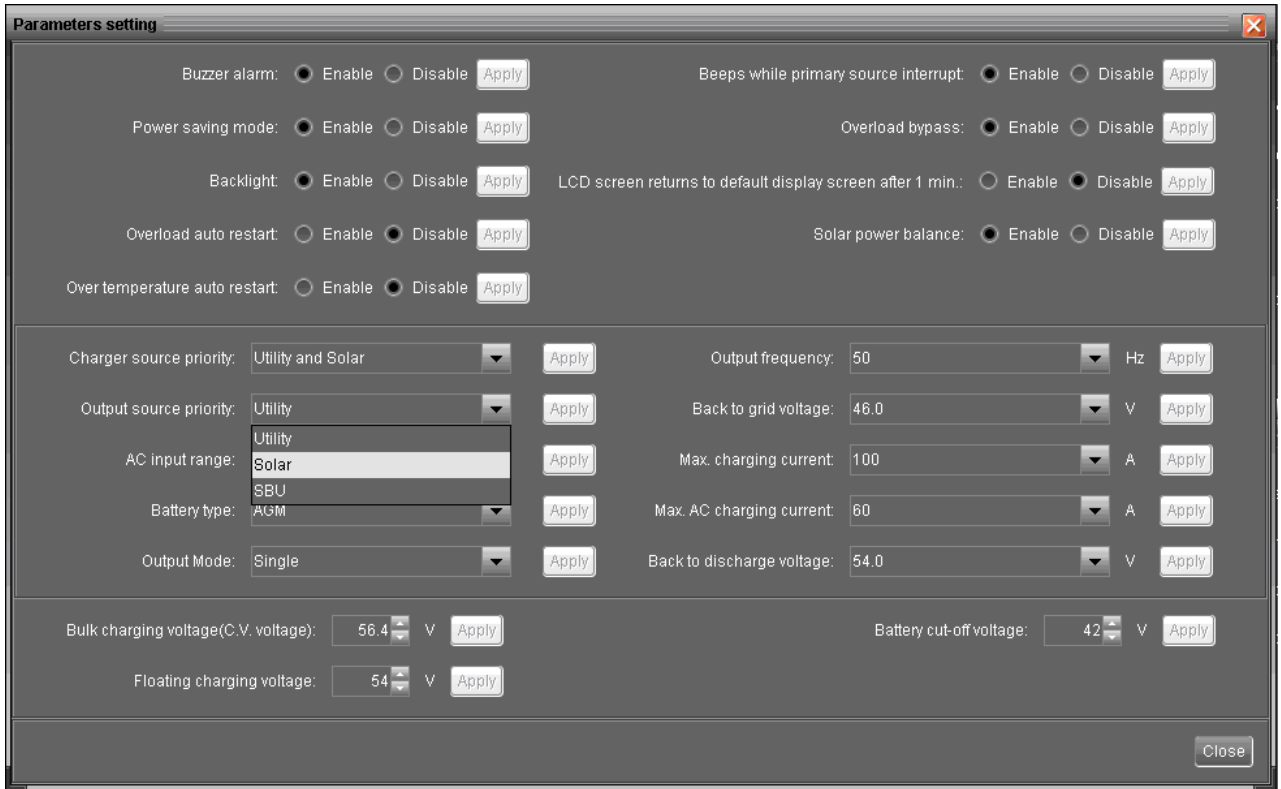 Parameters setting
Buzzer alarm: Enable Disable Apply Beeps while primary source interrupt: Enable Disable Apply
Power saving mode: Enable Disable Apply Overload bypass: Enable Disable Apply
Backlight: Enable Disable Apply LCD screen returns to default display screen after 1 min.: Enable Disable Apply
Overload auto restart: Enable Disable Apply Solar power balance: Enable Disable Apply
Over temperature auto restart: Enable Disable Apply
Charger source priority: Utility and Solar Apply Output frequency: 50 Hz Apply
Output source priority: Utility Apply Back to grid voltage: 46.0 V Apply
Utility
AC input range: Solar Apply Max. charging current: 100 A Apply
SBU
Battery type: AGM Apply Max. AC charging current: 60 A Apply
Output Mode: Single Apply Back to discharge voltage: 54.0 V Apply
Bulk charging voltage(C.V. voltage): 56.4 V Apply Battery cut-off voltage: 42 V Apply
Floating charging voltage: 54 V Apply
Close